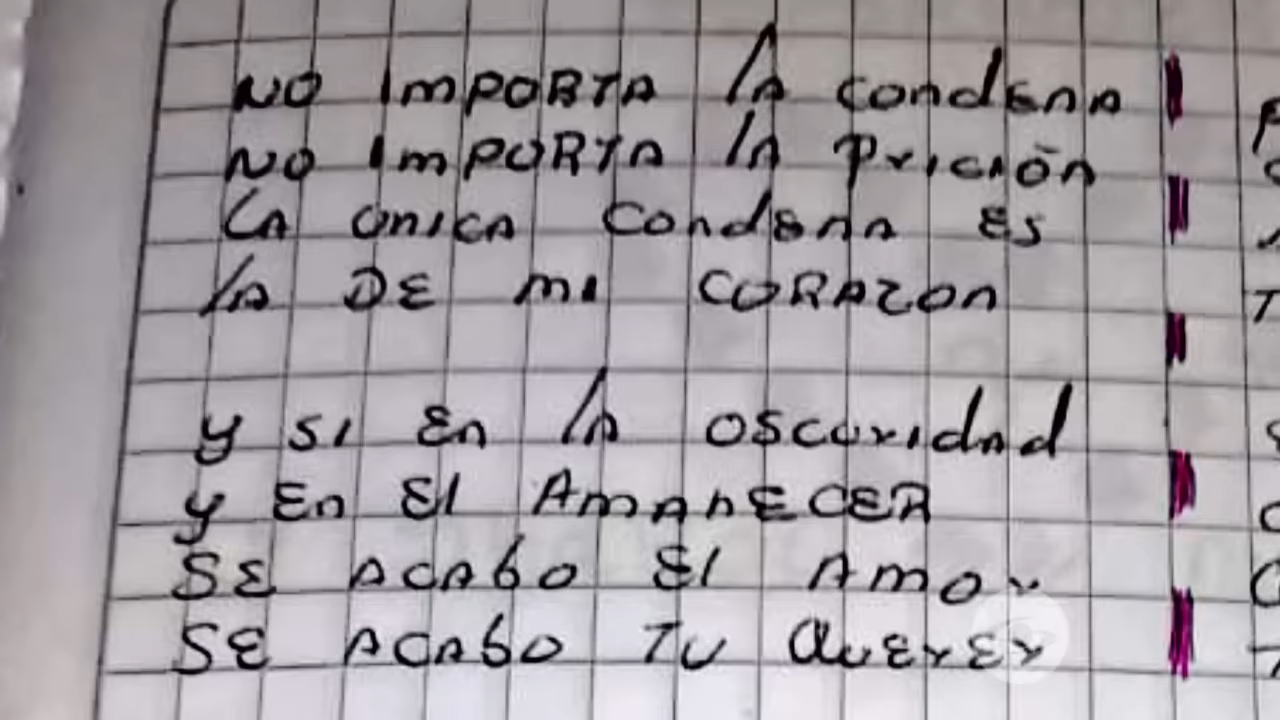 NO IMPORTA lA condEnA
NO IMPORTA lA Prición
lA unicA CondEnA Es
lA DE mi CORAzon
y si En lA oscuridAd
y En El AmAnECER
SE AcAbo El Amor
SE AcAbo TU QuErEr